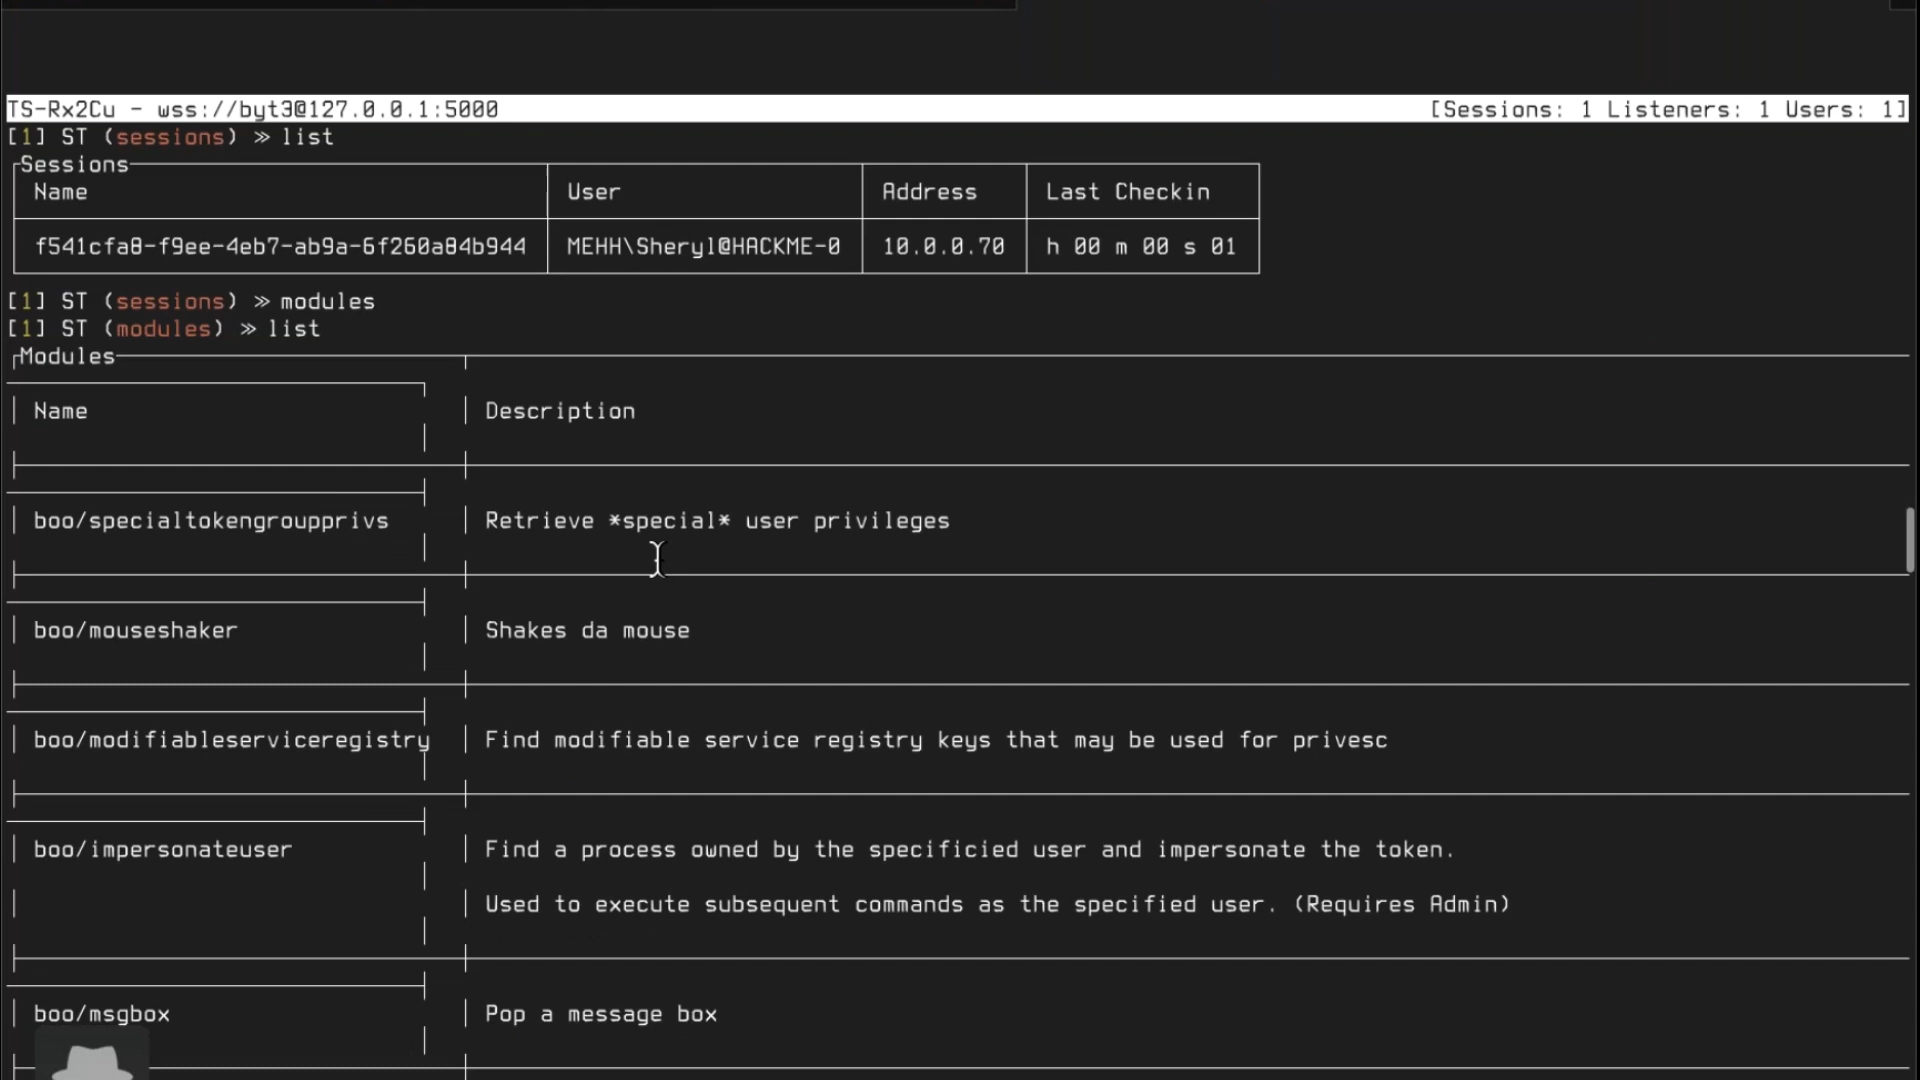 TS-Rx2Cu - wss://byt3@127.0.0.1:5000 [Sessions: 1 Listeners: 1 Users: 1]
[1] ST (sessions) ≫ list
Sessions
Name User Address Last Checkin
f541cfa8-f9ee-4eb7-ab9a-6f260a84b944 MEHH\Sheryl@HACKME-0 10.0.0.70 h 00 m 00 s 01
[1] ST (sessions) ≫ modules
[1] ST (modules) ≫ list
Modules
Name Description
boo/specialtokengroupprivs Retrieve *special* user privileges
boo/mouseshaker Shakes da mouse
boo/modifiableserviceregistry Find modifiable service registry keys that may be used for privesc
boo/impersonateuser Find a process owned by the specificied user and impersonate the token.
Used to execute subsequent commands as the specified user. (Requires Admin)
boo/msgbox Pop a message box